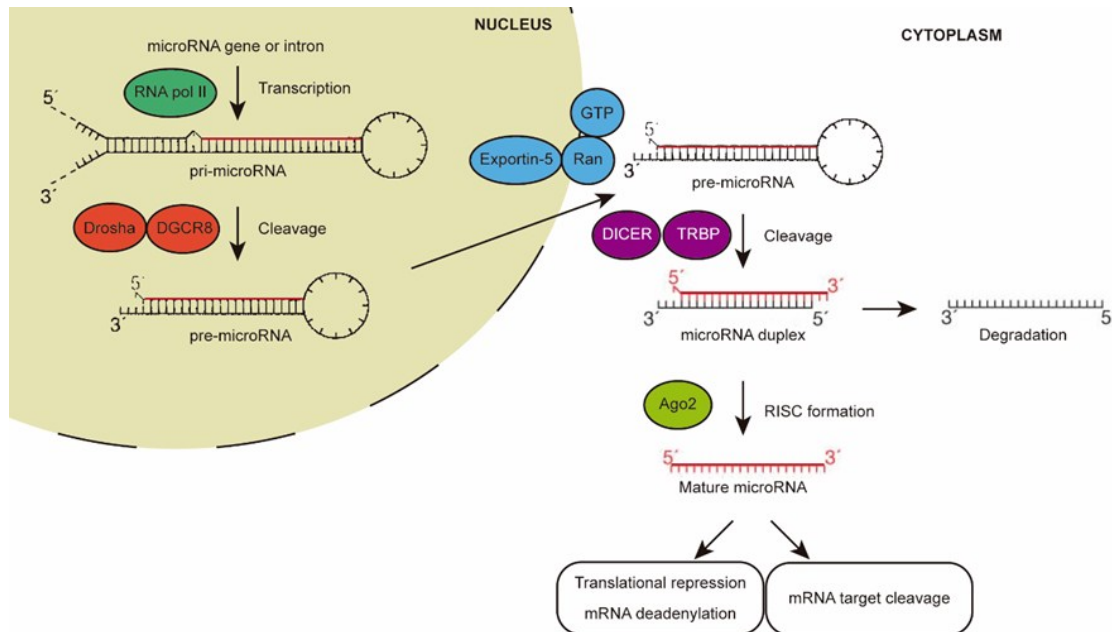 NUCLEUS
CYTOPLASM
microRNA gene or intron
RNA pol II
Transcription
5´
3´
pri-microRNA
Drosha
DGCR8
Cleavage
5´
3´
pre-microRNA
GTP
Exportin-5
Ran
5´
3´
pre-microRNA
DICER
TRBP
Cleavage
5´
3´
3´
5´
microRNA duplex
3´
5
Degradation
Ago2
RISC formation
5´
3´
Mature microRNA
Translational repression
mRNA deadenylation
mRNA target cleavage